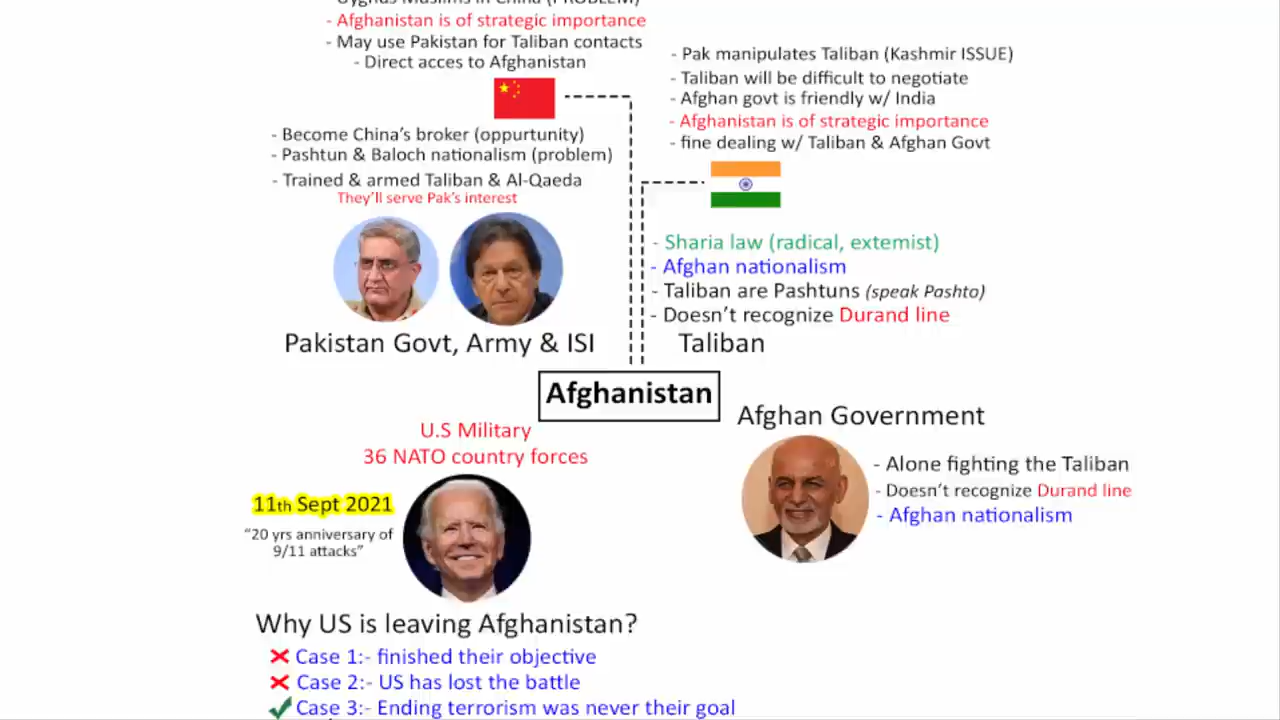 - Afghanistan is of strategic importance
- May use Pakistan for Taliban contacts
- Direct acces to Afghanistan
- Pak manipulates Taliban (Kashmir ISSUE)
- Taliban will be difficult to negotiate
- Afghan govt is friendly w/ India
- Afghanistan is of strategic importance
- fine dealing w/ Taliban & Afghan Govt
- Become China's broker (oppurtunity)
- Pashtun & Baloch nationalism (problem)
- Trained & armed Taliban & Al-Qaeda
They'll serve Pak's interest
- Sharia law (radical, extemist)
- Afghan nationalism
- Taliban are Pashtuns (speak Pashto)
- Doesn't recognize Durand line
Pakistan Govt, Army & ISI
Taliban
Afghanistan
Afghan Government
- Alone fighting the Taliban
- Doesn't recognize Durand line
- Afghan nationalism
U.S Military
36 NATO country forces
11th Sept 2021
"20 yrs anniversary of
9/11 attacks"
Why US is leaving Afghanistan?
Case 1:- finished their objective
Case 2:- US has lost the battle
Case 3:- Ending terrorism was never their goal